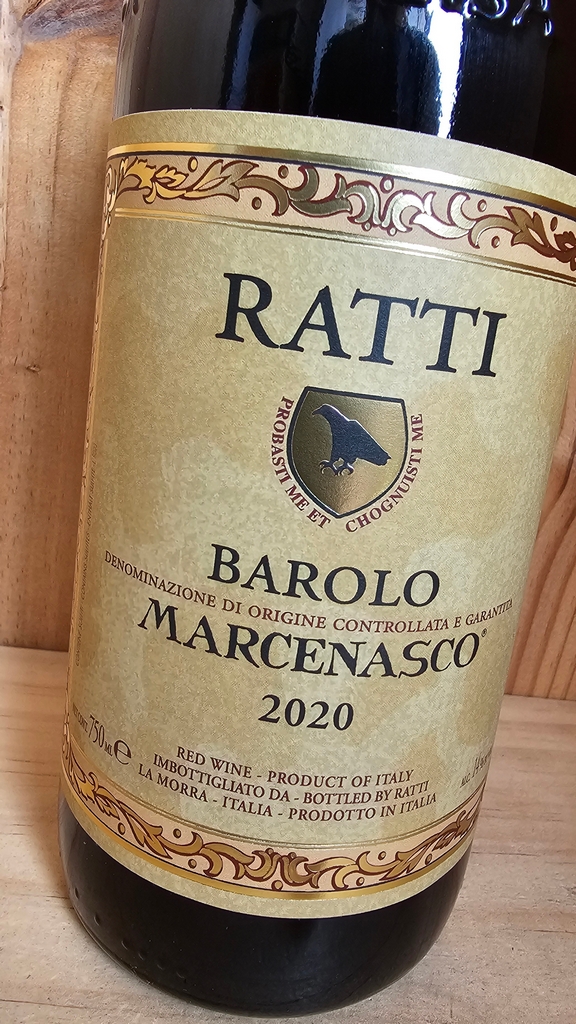 RATTI
PROBASTI ME ET CHOGNUISTI ME
BAROLO
DENOMINAZIONE DI ORIGINE CONTROLLATA E GARANTITA
MARCENASCO®
2020
750 ML e
RED WINE - PRODUCT OF ITALY
IMBOTTIGLIATO DA - BOTTLED BY RATTI
LA MORRA - ITALIA - PRODOTTO IN ITALIA